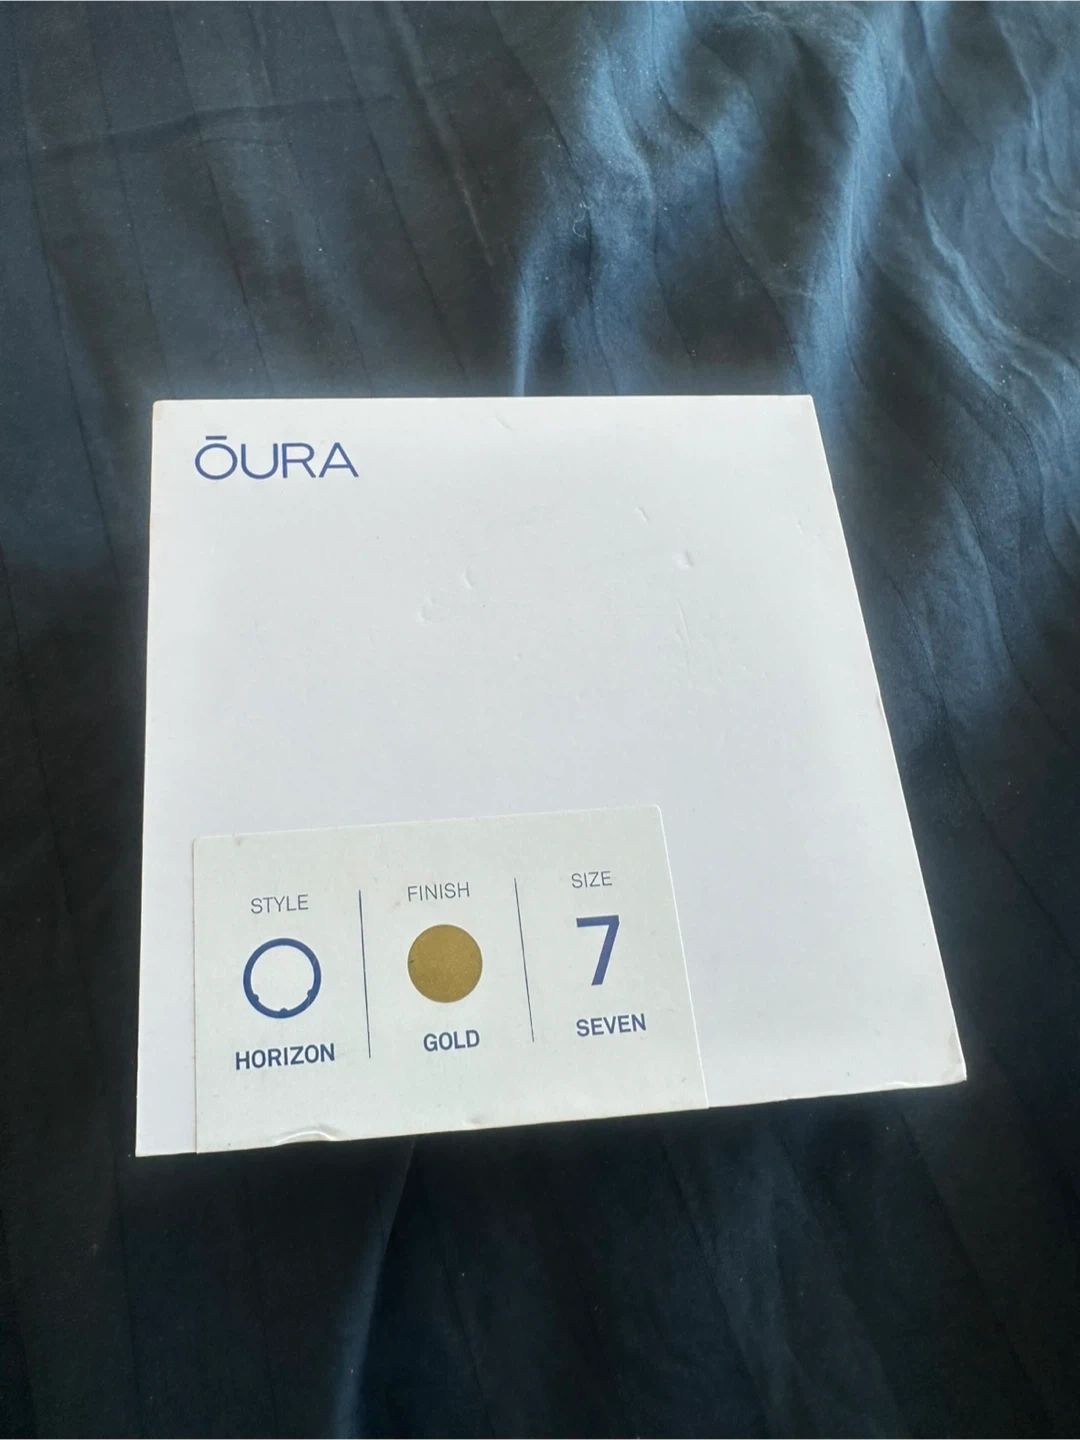 ŌURA
STYLE
HORIZON
FINISH
GOLD
SIZE
7
SEVEN